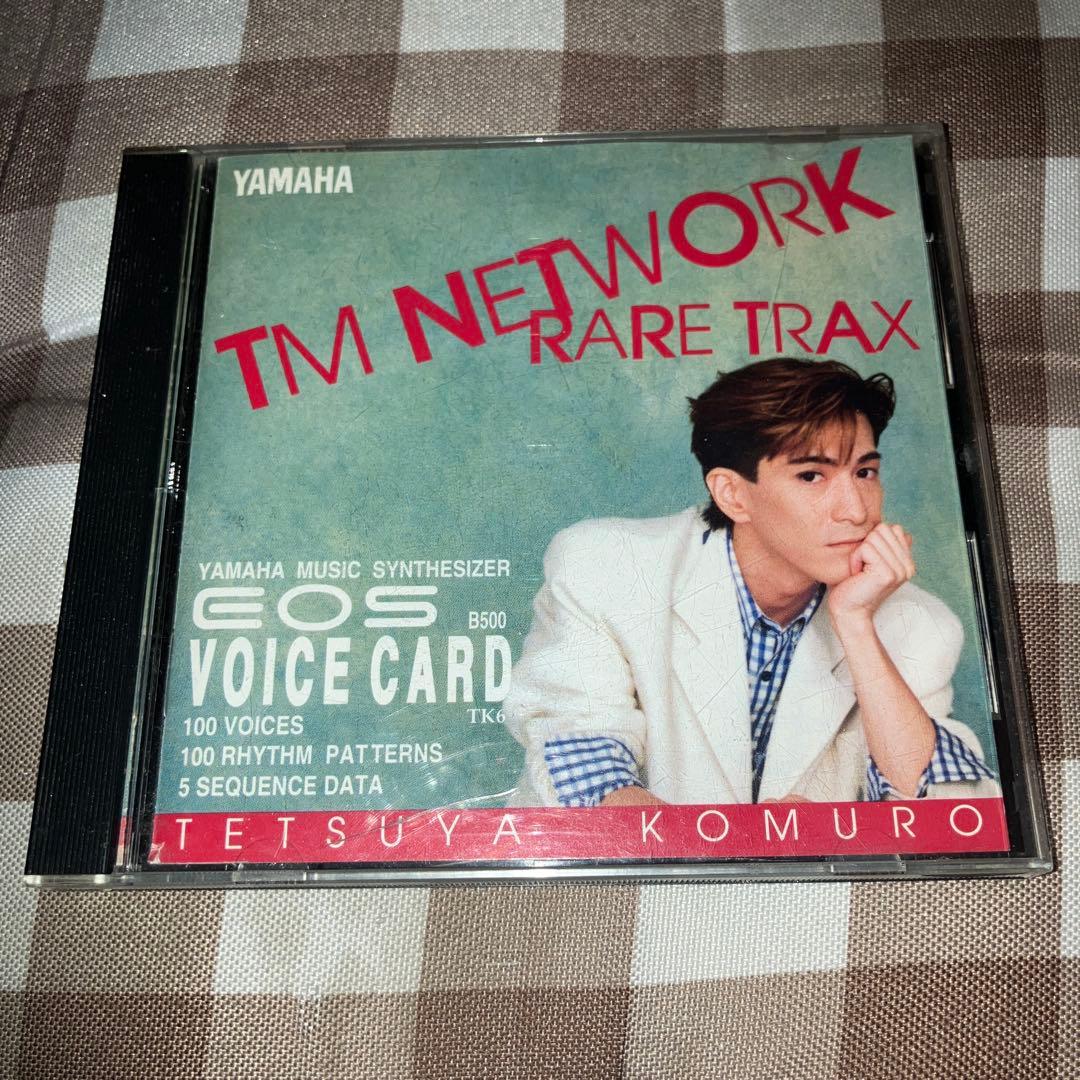 YAMAHA
TM NETWORK
RARE TRAX
YAMAHA MUSIC SYNTHESIZER
EOS B500
VOICE CARD
TK6
100 VOICES
100 RHYTHM PATTERNS
5 SEQUENCE DATA
TETSUYA KOMURO